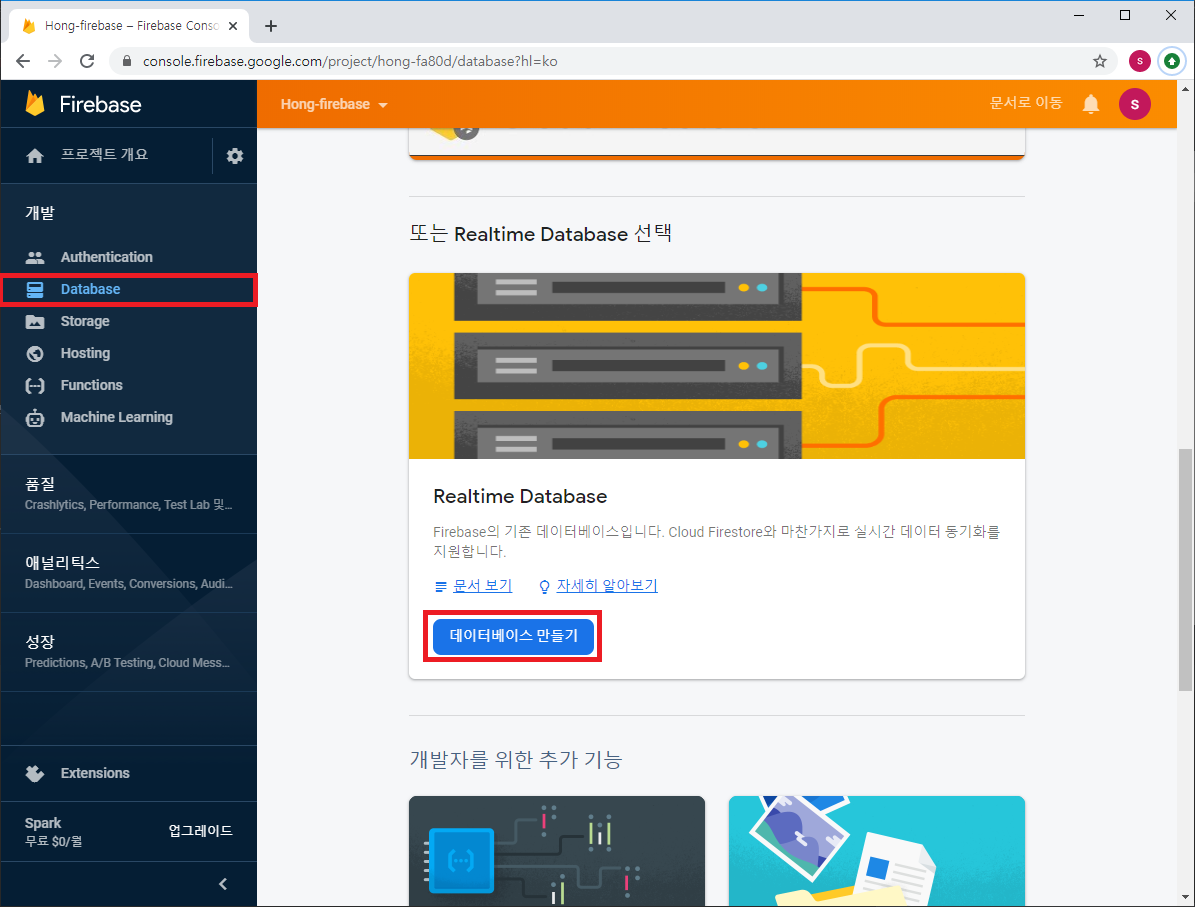 Hong-firebase – Firebase Conso
console.firebase.google.com/project/hong-fa80d/database?hl=ko
S
Firebase
Hong-firebase
문서로 이동
S
프로젝트 개요
개발
Authentication
Database
Storage
Hosting
Functions
Machine Learning
품질
Crashlytics, Performance, Test Lab 및...
애널리틱스
Dashboard, Events, Conversions, Audi...
성장
Predictions, A/B Testing, Cloud Mess...
Extensions
Spark
무료 $0/월
업그레이드
또는 Realtime Database 선택
Realtime Database
Firebase의 기존 데이터베이스입니다. Cloud Firestore와 마찬가지로 실시간 데이터 동기화를
지원합니다.
문서 보기
자세히 알아보기
데이터베이스 만들기
개발자를 위한 추가 기능